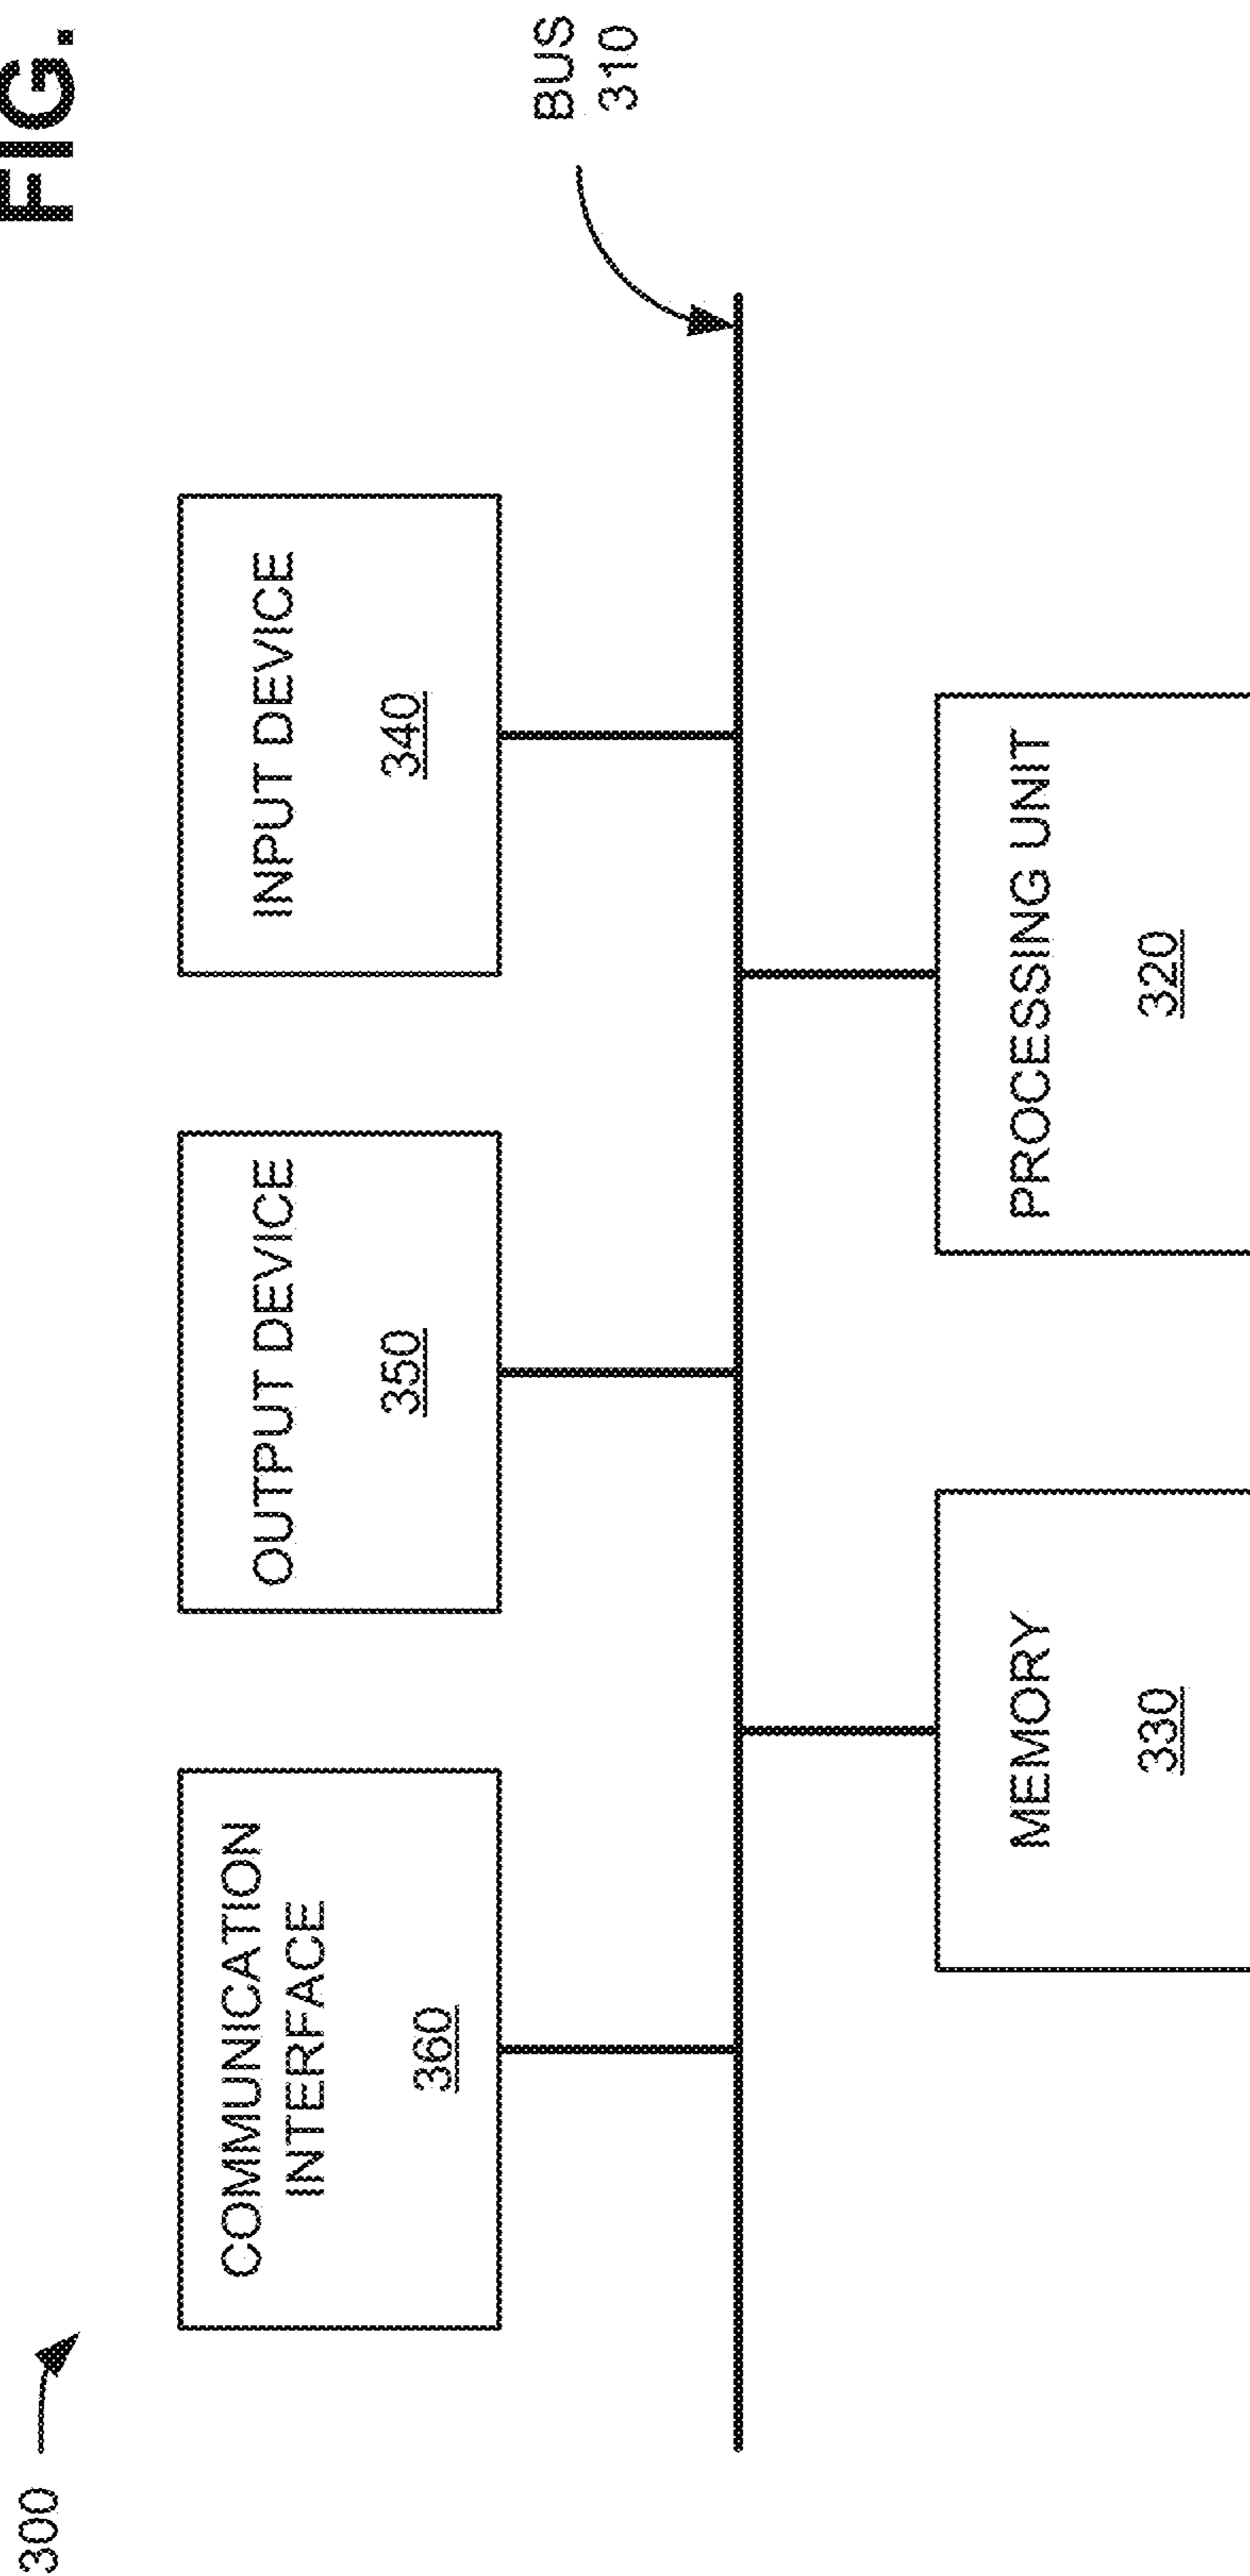 FIG.
300
COMMUNICATION
INTERFACE
360
OUTPUT DEVICE
350
INPUT DEVICE
340
BUS
310
MEMORY
330
PROCESSING UNIT
320